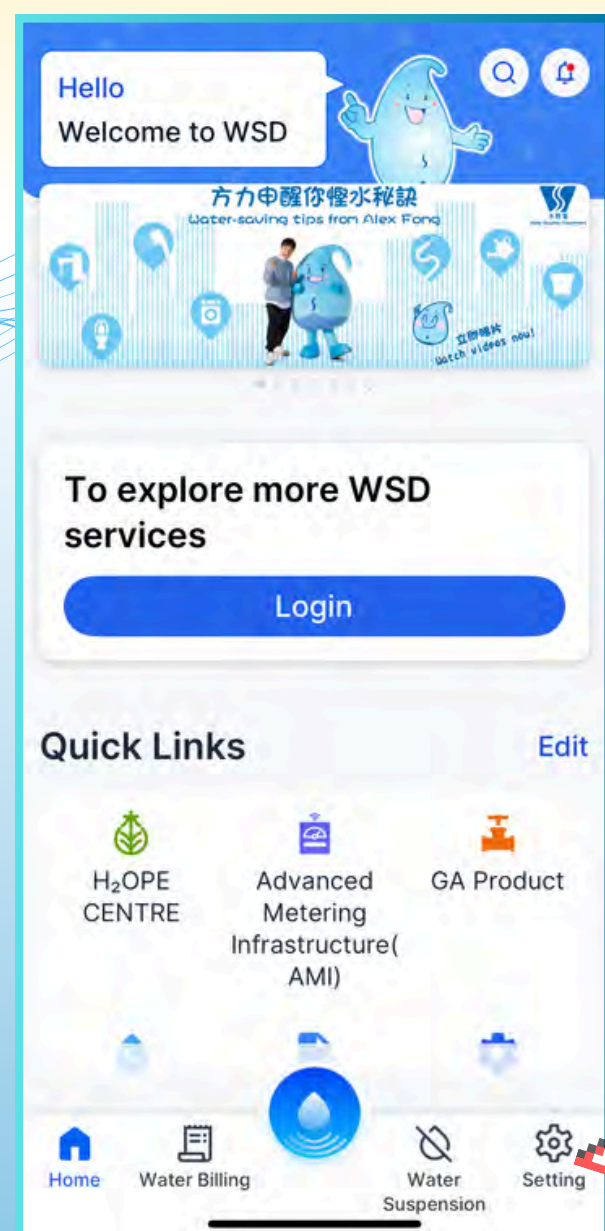 Hello
Welcome to WSD
方力申醒你慳水秘訣
Water-saving tips from Alex Fong
立即睇片
Watch videos now!
To explore more WSD
services
Login
Quick Links
Edit
H₂OPE
CENTRE
Advanced
Metering
Infrastructure(
AMI)
GA Product
Home
Water Billing
Water
Suspension
Setting